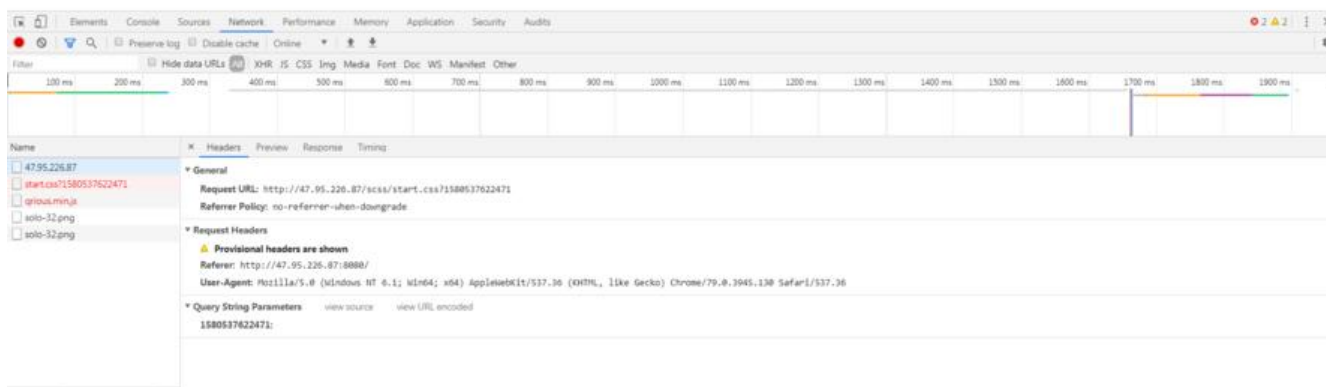 Elements Console Sources Network Performance Memory Application Security Audits 2 2
Preserve log Disable cache Online
Filter Hide data URLs All XHR JS CSS Img Media Font Doc WS Manifest Other
100 ms 200 ms 300 ms 400 ms 500 ms 600 ms 700 ms 800 ms 900 ms 1000 ms 1100 ms 1200 ms 1300 ms 1400 ms 1500 ms 1600 ms 1700 ms 1800 ms 1900 ms
Name × Headers Preview Response Timing
47.95.226.87
start.css?1580537622471
qrious.min.js
solo-32.png
solo-32.png
General
Request URL: http://47.95.226.87/scss/start.css?1580537622471
Referrer Policy: no-referrer-when-downgrade
Request Headers
Provisional headers are shown
Referer: http://47.95.226.87:8080/
User-Agent: Mozilla/5.0 (Windows NT 6.1; Win64; x64) AppleWebKit/537.36 (KHTML, like Gecko) Chrome/79.0.3945.130 Safari/537.36
Query String Parameters view source view URL encoded
1580537622471: